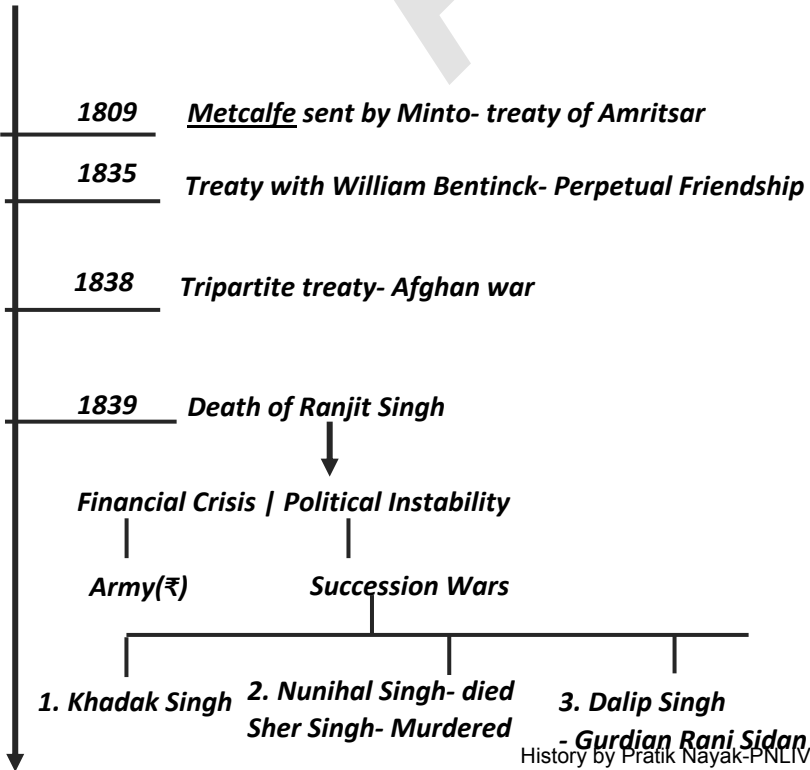 1809 Metcalfe sent by Minto- treaty of Amritsar
1835 Treaty with William Bentinck- Perpetual Friendship
1838 Tripartite treaty- Afghan war
1839 Death of Ranjit Singh
Financial Crisis | Political Instability
Army(₹) Succession Wars
1. Khadak Singh
2. Nunihal Singh- died
Sher Singh- Murdered
3. Dalip Singh
- Gurdian Rani Sidan
History by Pratik Nayak-PNLIV